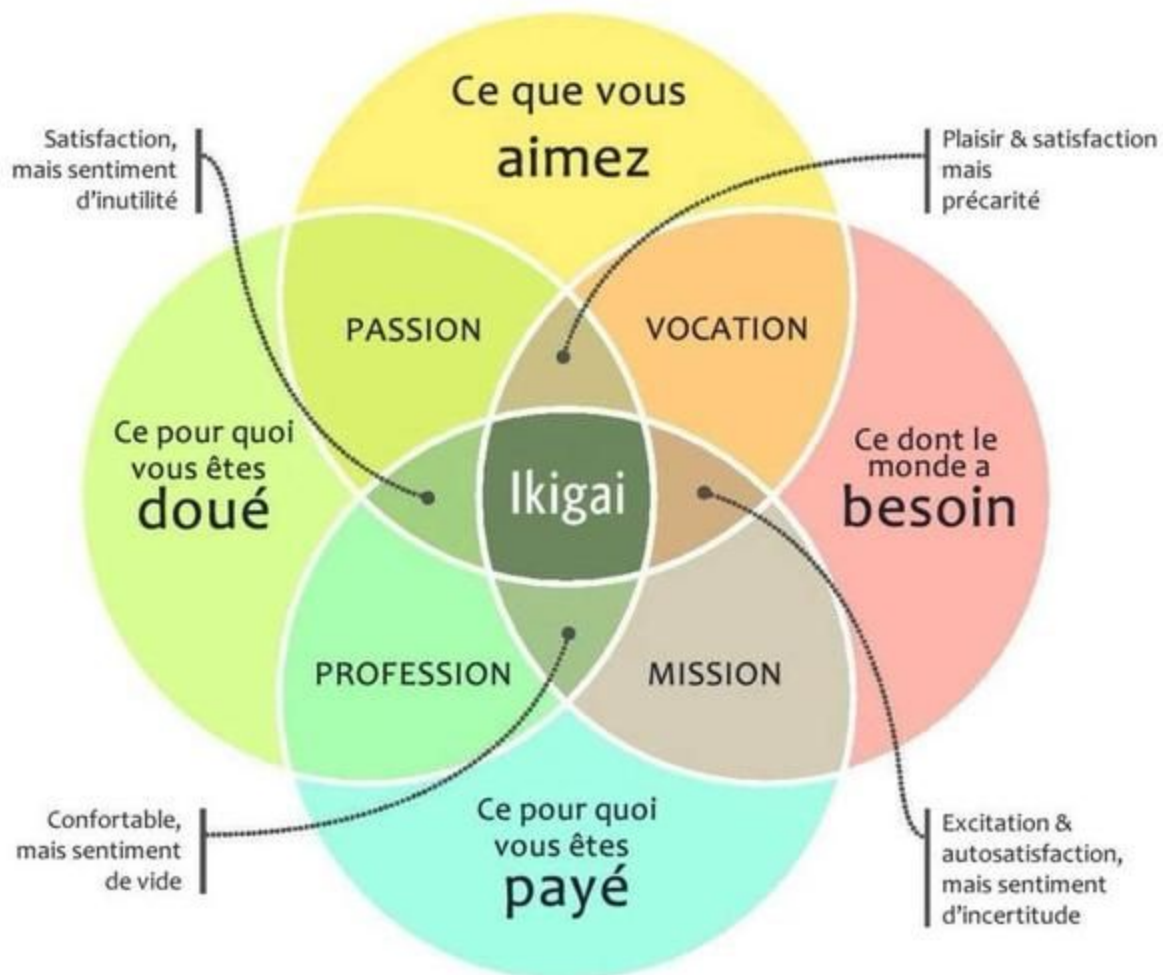 Ce que vous
aimez
Satisfaction,
mais sentiment
d'inutilité
Plaisir & satisfaction
mais
précarité
PASSION
VOCATION
Ce pour quoi
vous êtes
doué
Ikigai
Ce dont le
monde a
besoin
PROFESSION
MISSION
Ce pour quoi
vous êtes
payé
Confortable,
mais sentiment
de vide
Excitation &
autosatisfaction,
mais sentiment
d'incertitude